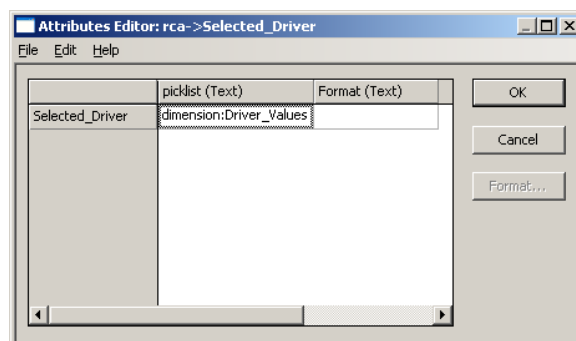 Attributes Editor: rca->Selected_Driver
File Edit Help
picklist (Text) Format (Text)
Selected_Driver dimension:Driver_Values
OK
Cancel
Format...